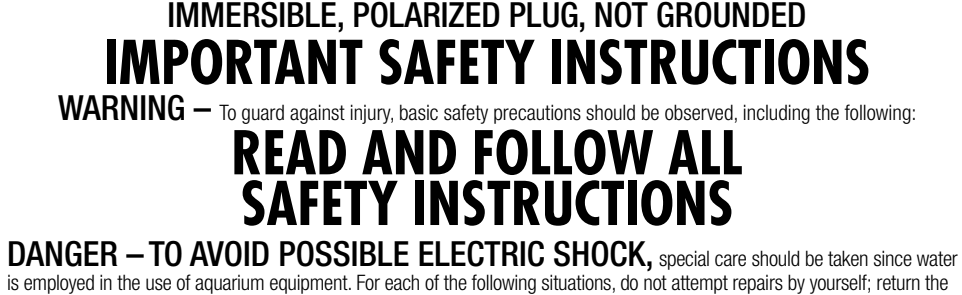 IMMERSIBLE, POLARIZED PLUG, NOT GROUNDED
IMPORTANT SAFETY INSTRUCTIONS
WARNING – To guard against injury, basic safety precautions should be observed, including the following:
READ AND FOLLOW ALL
SAFETY INSTRUCTIONS
DANGER – TO AVOID POSSIBLE ELECTRIC SHOCK, special care should be taken since water
is employed in the use of aquarium equipment. For each of the following situations, do not attempt repairs by yourself; return the